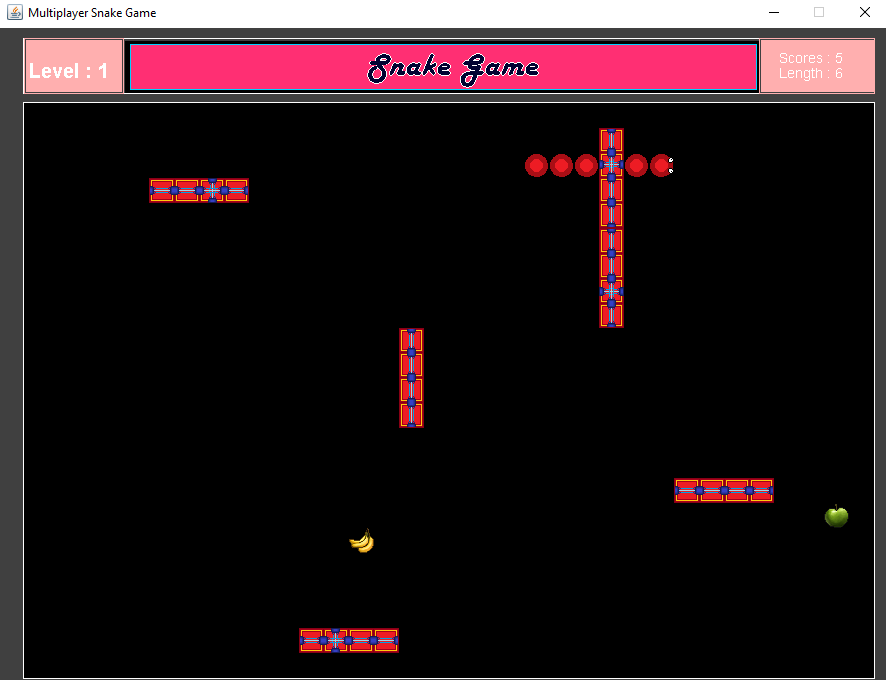 Multiplayer Snake Game
Level : 1
Snake Game
Scores : 5
Length : 6